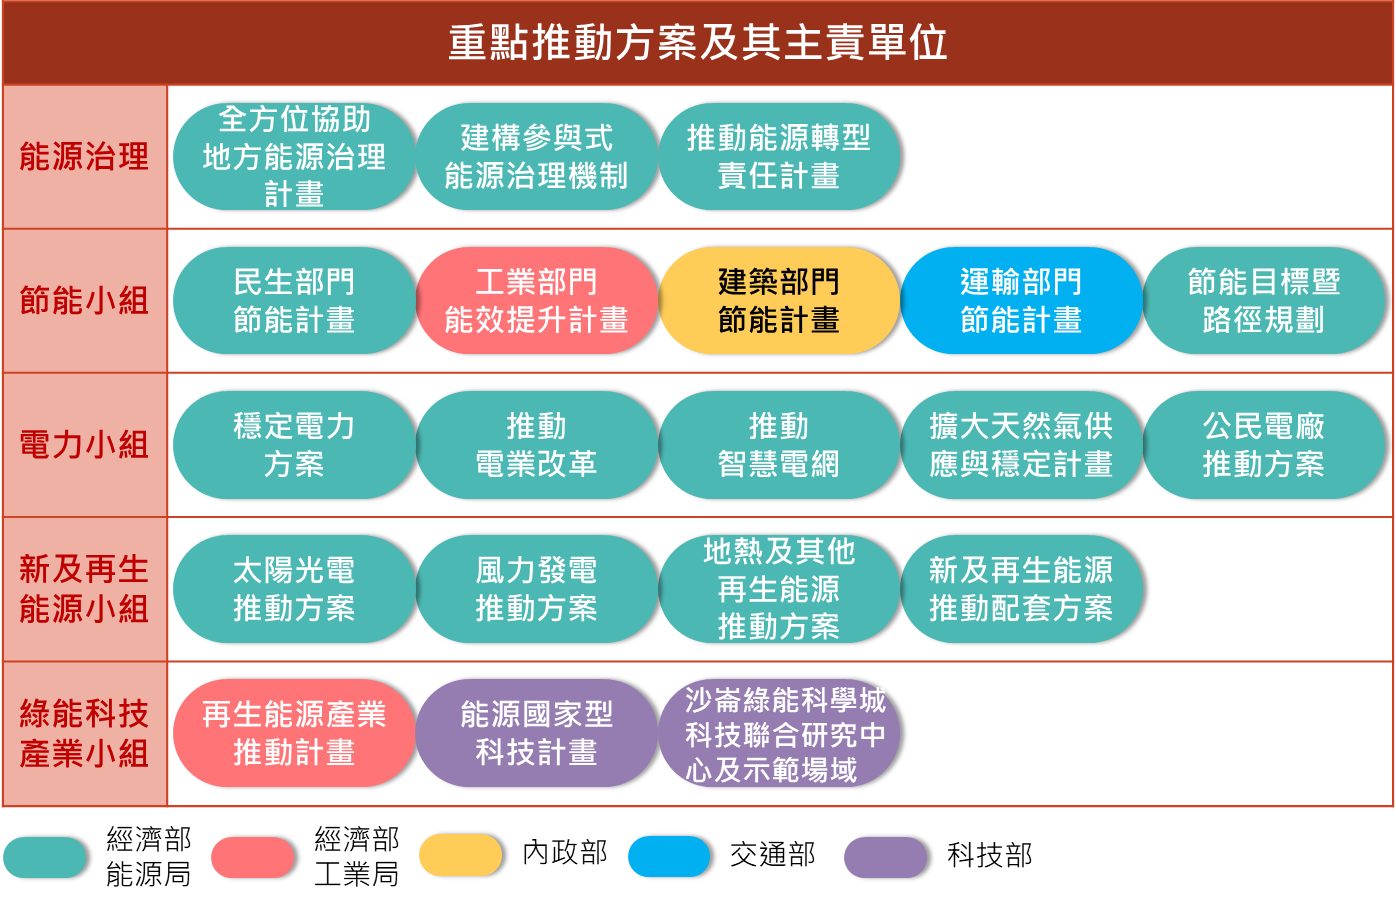 重點推動方案及其主責單位
能源治理
全方位協助
地方能源治理
計畫
建構參與式
能源治理機制
推動能源轉型
責任計畫
節能小組
民生部門
節能計畫
工業部門
能效提升計畫
建築部門
節能計畫
運輸部門
節能計畫
節能目標暨
路徑規劃
電力小組
穩定電力
方案
推動
電業改革
推動
智慧電網
擴大天然氣供
應與穩定計畫
公民電廠
推動方案
新及再生
能源小組
太陽光電
推動方案
風力發電
推動方案
地熱及其他
再生能源
推動方案
新及再生能源
推動配套方案
綠能科技
產業小組
再生能源產業
推動計畫
能源國家型
科技計畫
沙崙綠能科學城
科技聯合研究中
心及示範場域
經濟部
能源局
經濟部
工業局
內政部
交通部
科技部